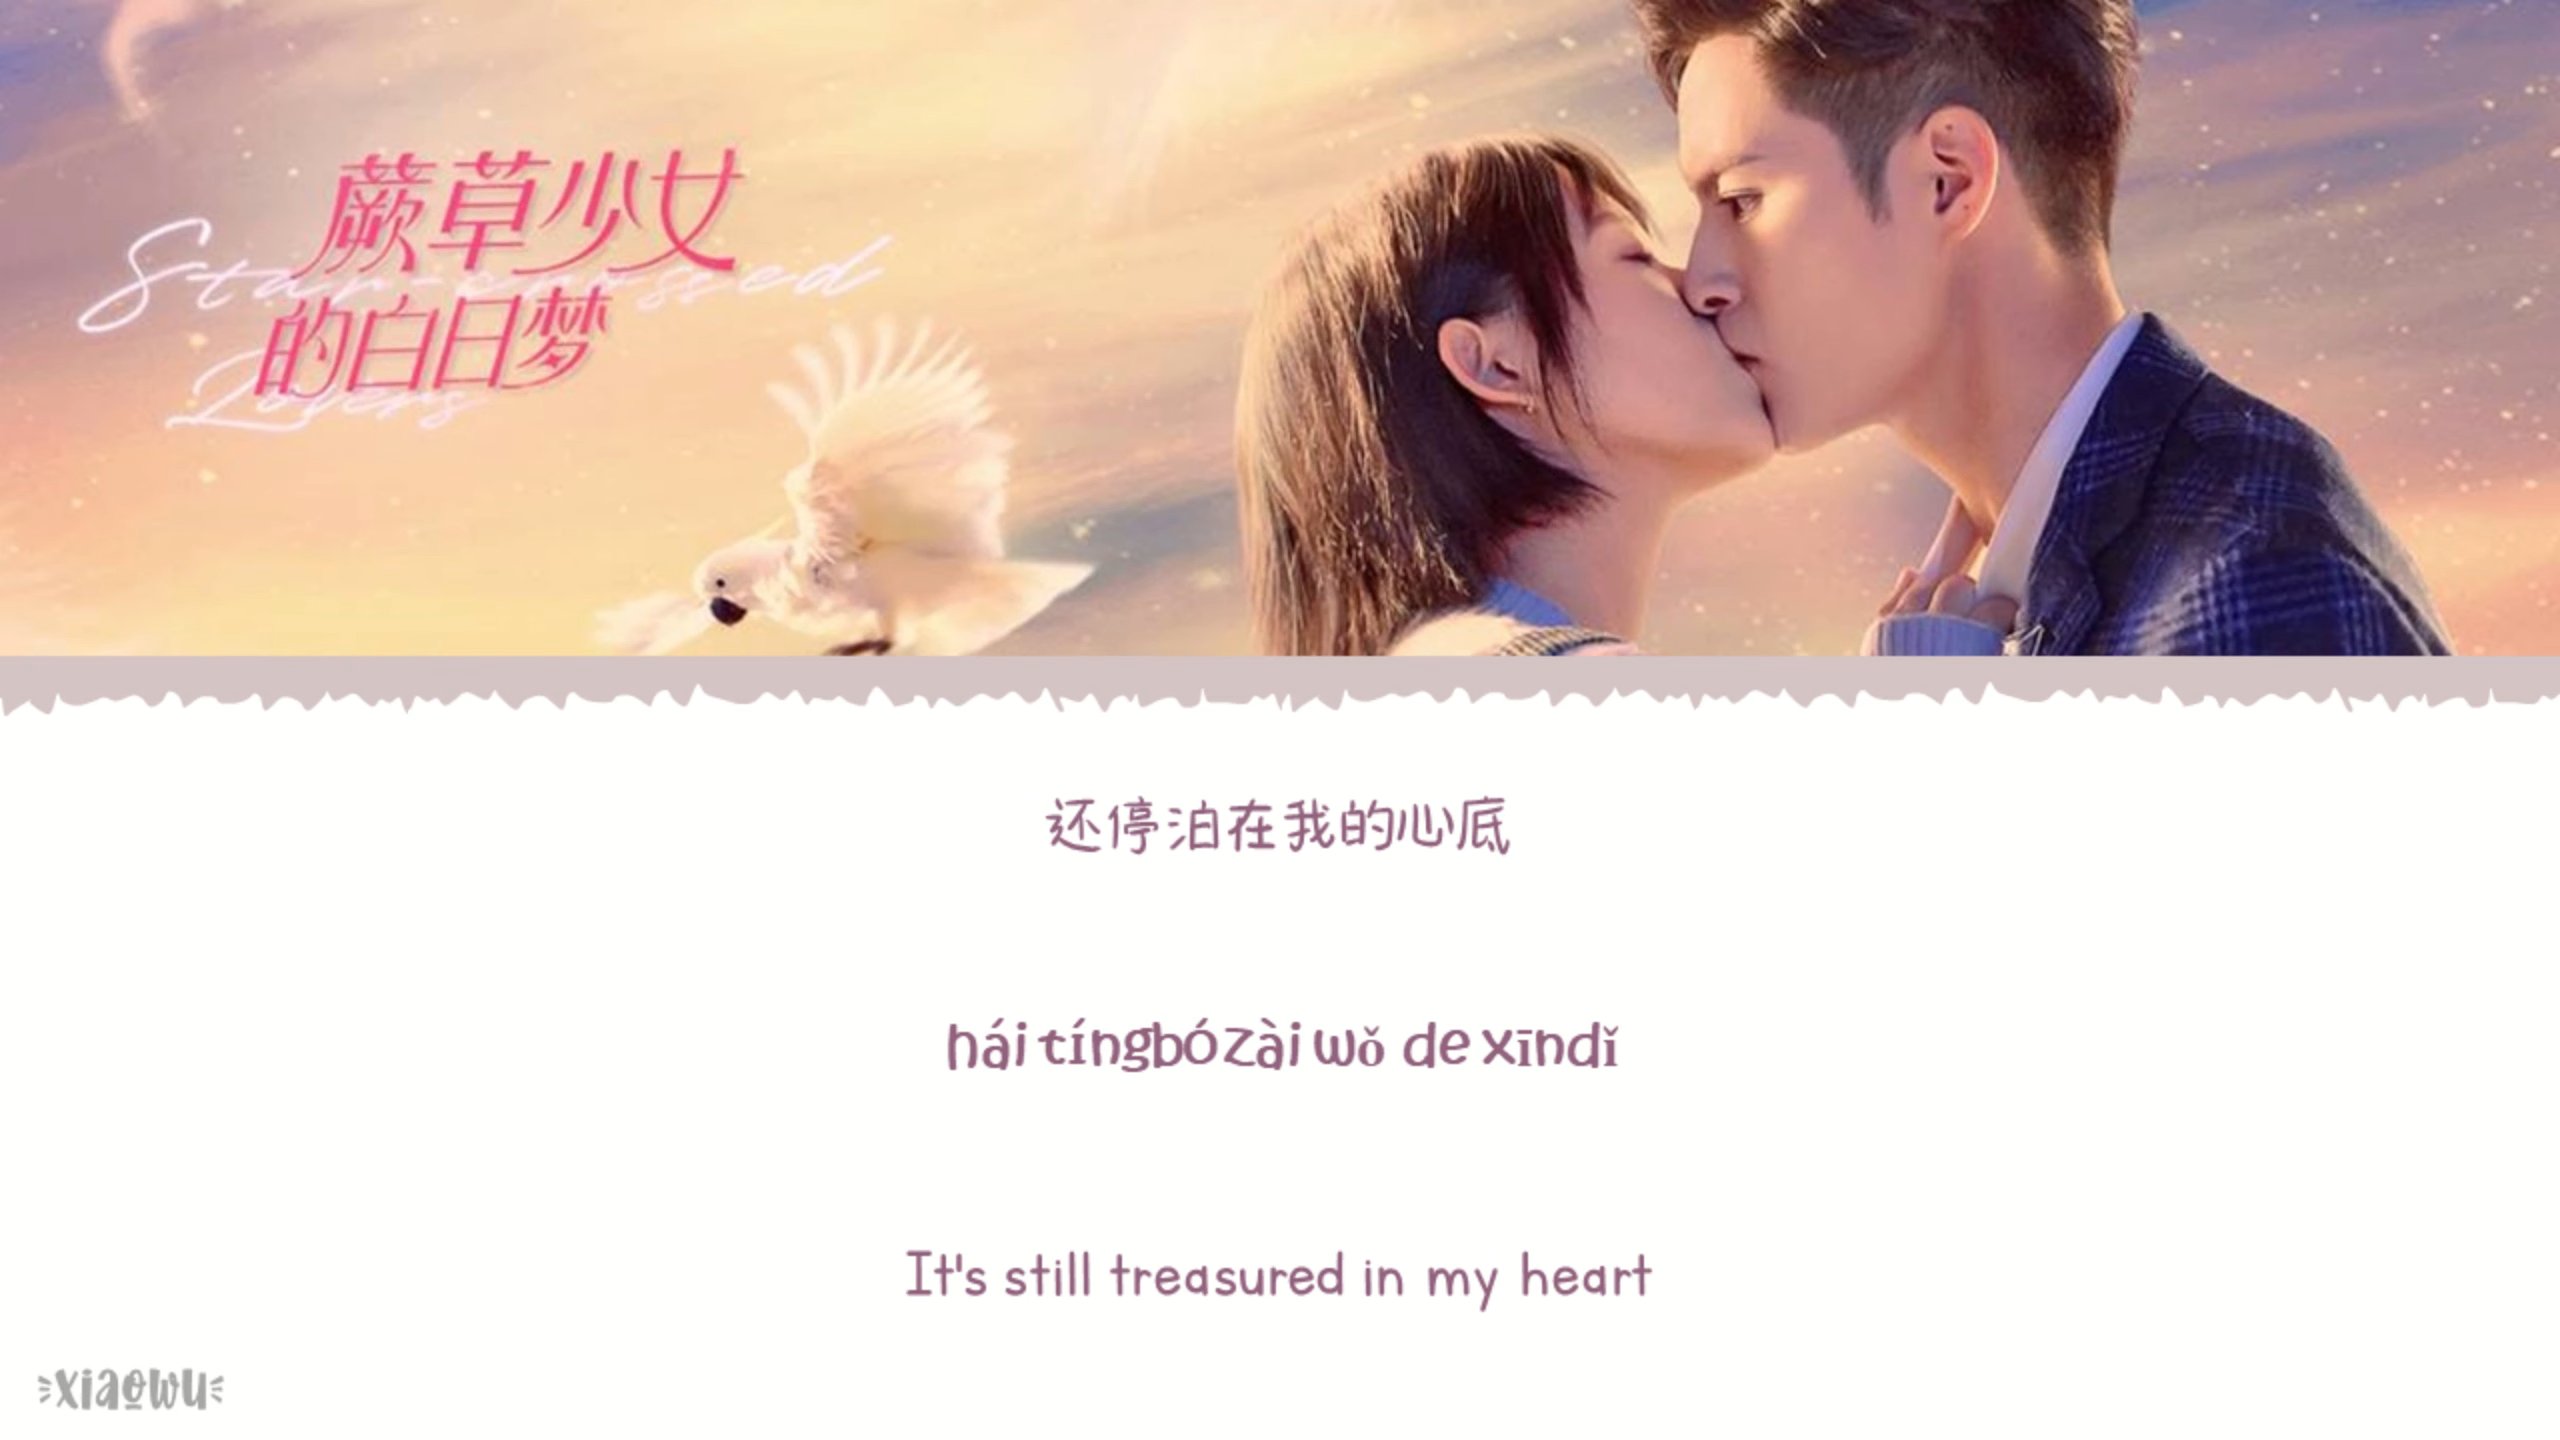 蕨草少女
Star-crossed
的白日梦
Lovers
还停泊在我的心底
hái tíngbó zài wǒ de xīndǐ
It's still treasured in my heart
xiaowu